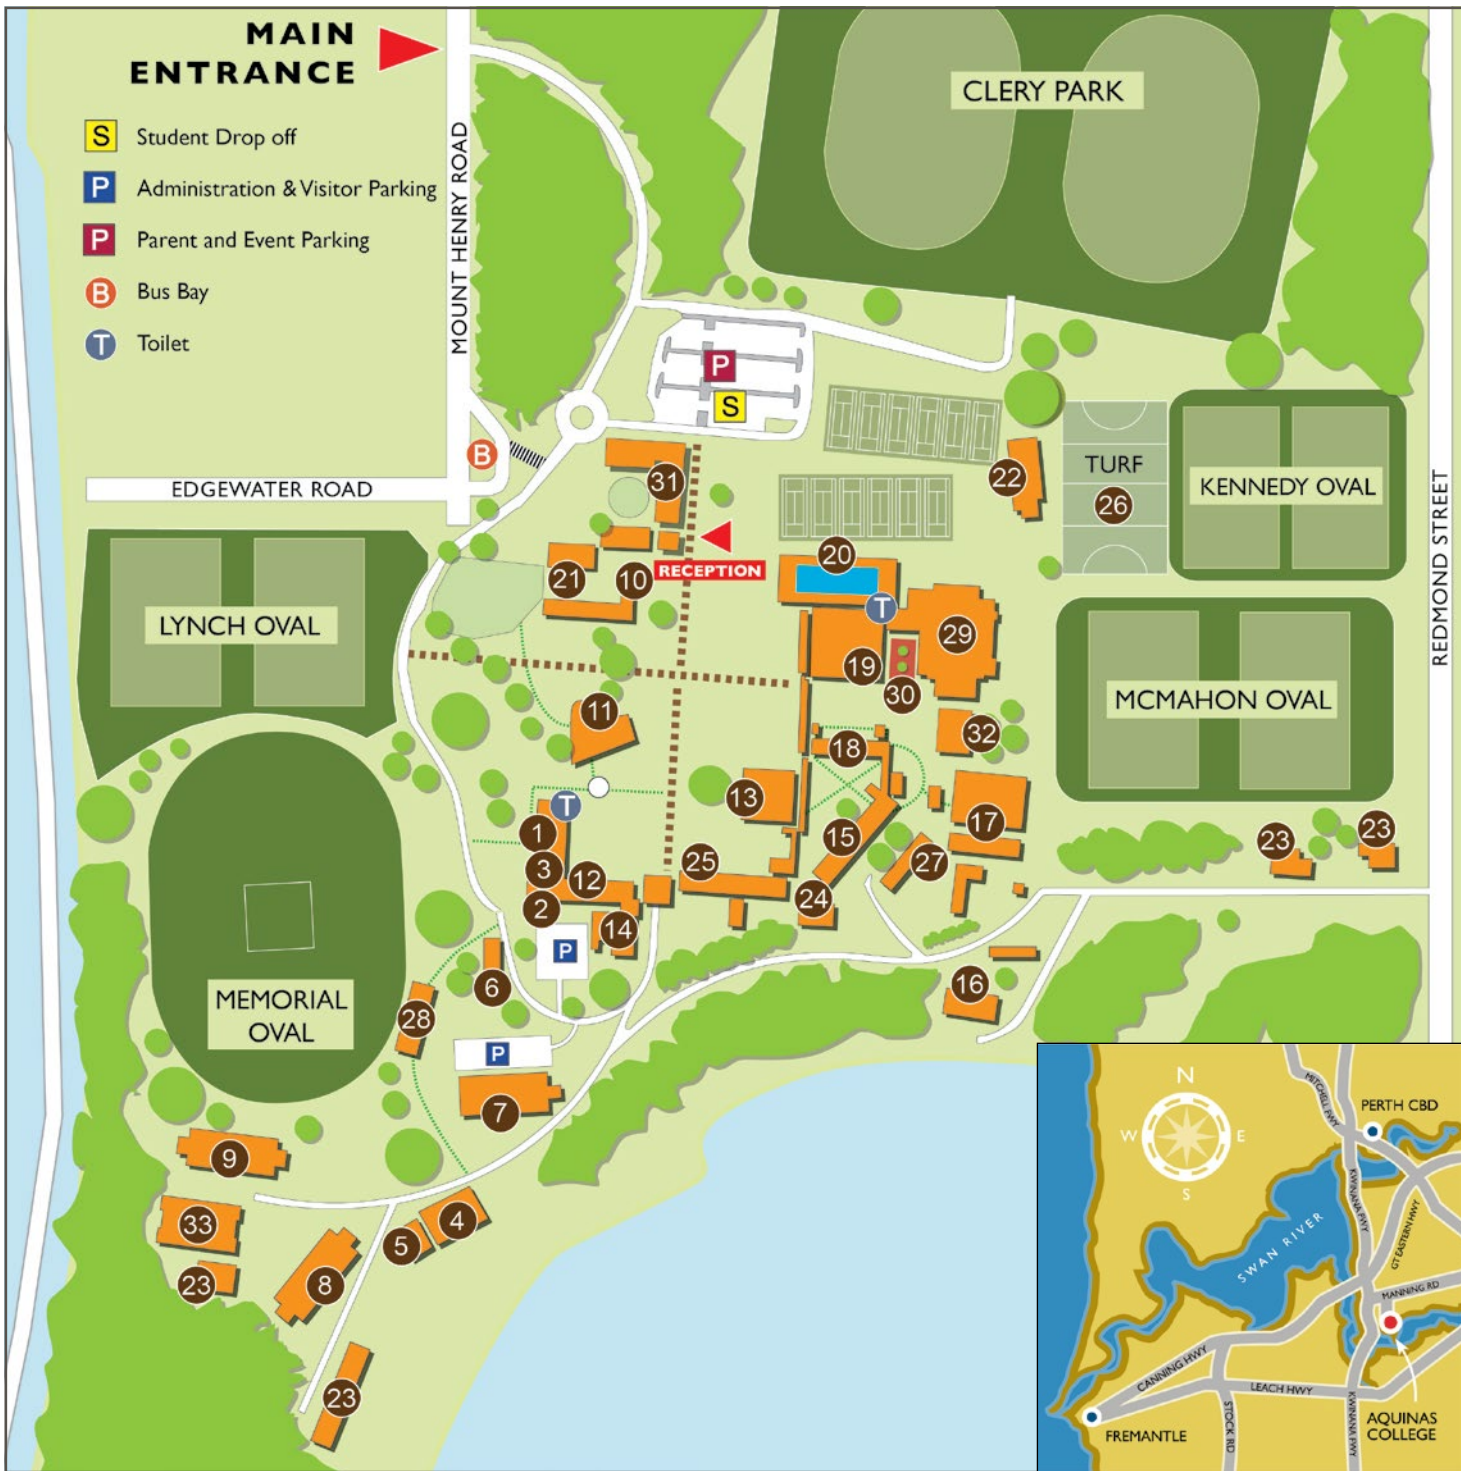 MAIN
ENTRANCE
S Student Drop off
P Administration & Visitor Parking
P Parent and Event Parking
B Bus Bay
T Toilet
MOUNT HENRY ROAD
CLERY PARK
P
S
B
EDGEWATER ROAD
31
22
TURF
26
KENNEDY OVAL
REDMOND STREET
RECEPTION
20
21
10
T
LYNCH OVAL
29
19
30
MCMAHON OVAL
11
32
18
13
T
1
15
17
23
23
3
12
25
27
2
24
14
P
6
16
MEMORIAL
OVAL
28
P
7
9
33
4
5
23
8
23
N
W
E
S
MITCHELL FWY
PERTH CBD
KWINANA FWY
GT EASTERN HWY
SWAN RIVER
MANNING RD
CANNING HWY
LEACH HWY
STOCK RD
KWINANA FWY
FREMANTLE
AQUINAS
COLLEGE